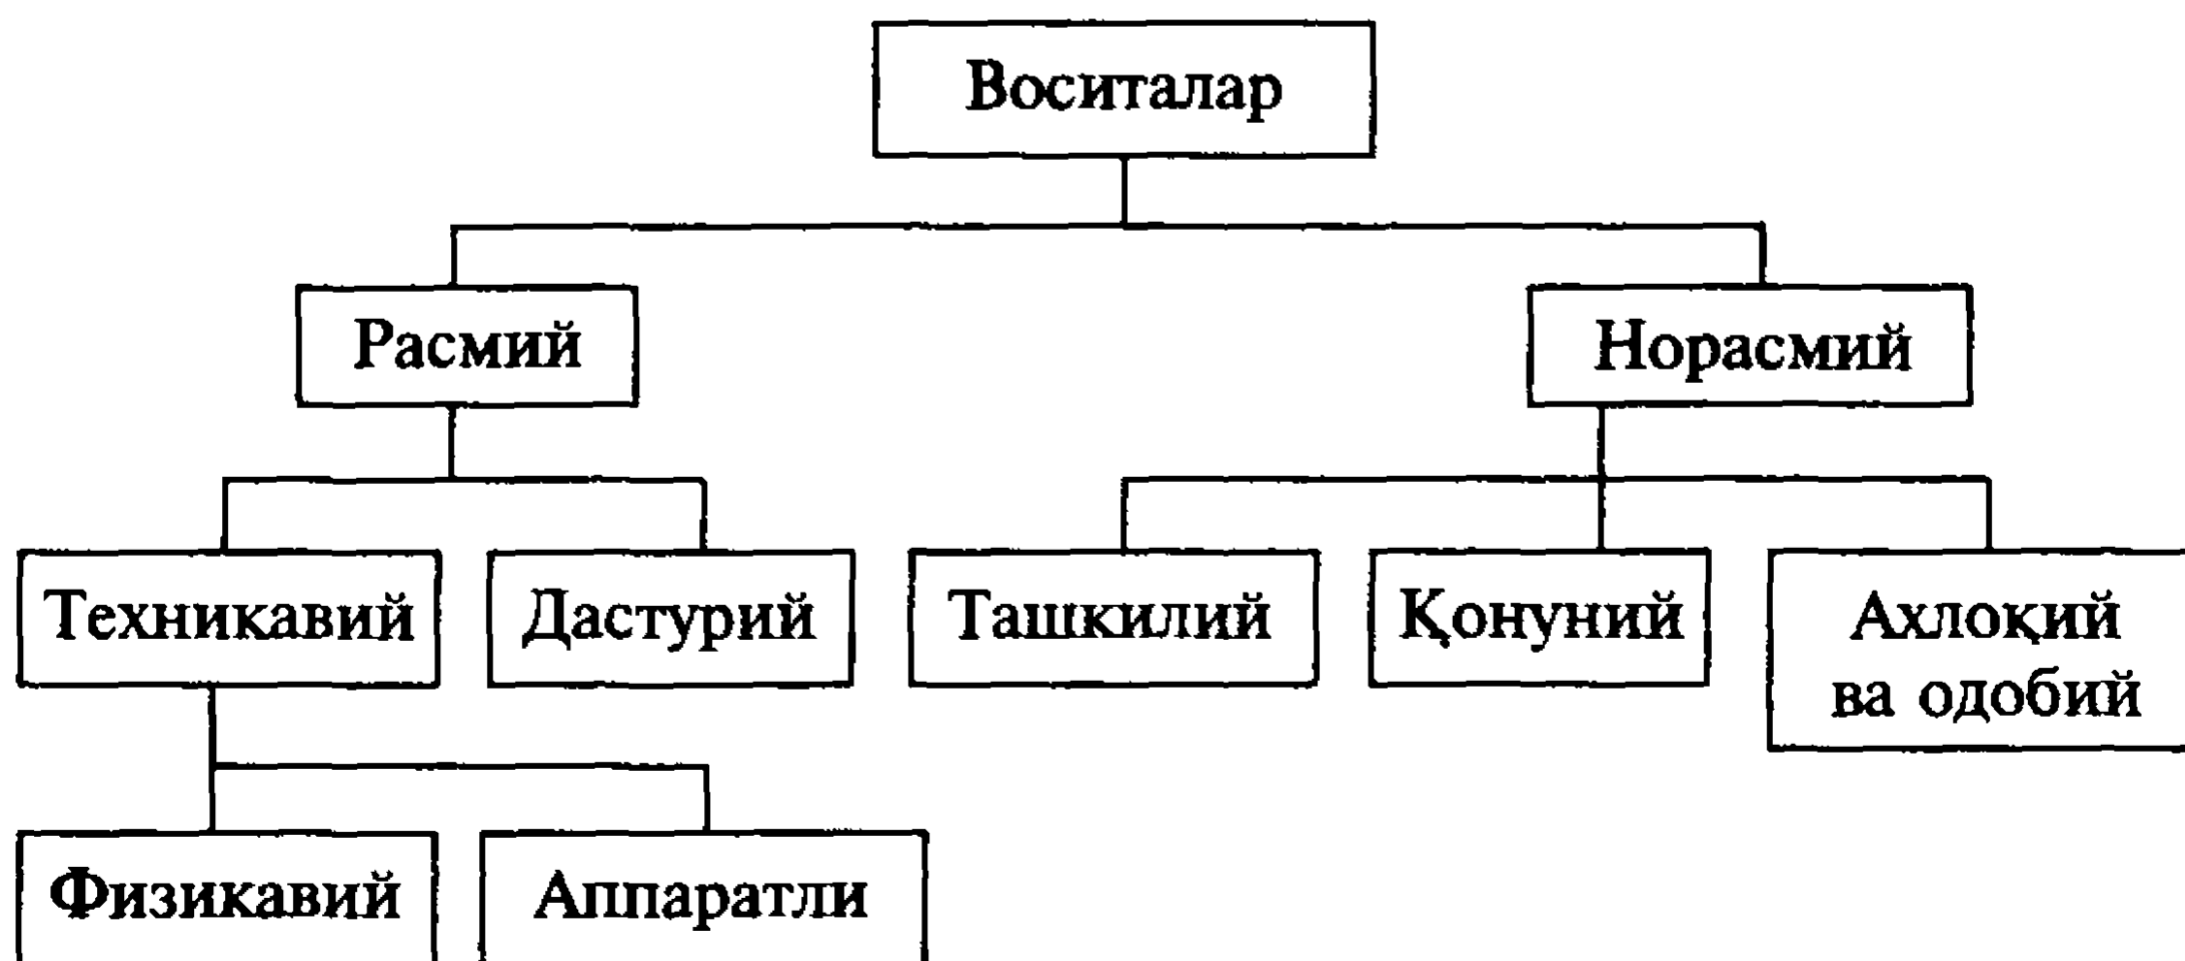 Воситалар
Расмий
Норасмий
Техникавий
Дастурий
Ташкилий
Қонуний
Ахлоқий
ва одобий
Физикавий
Аппаратли